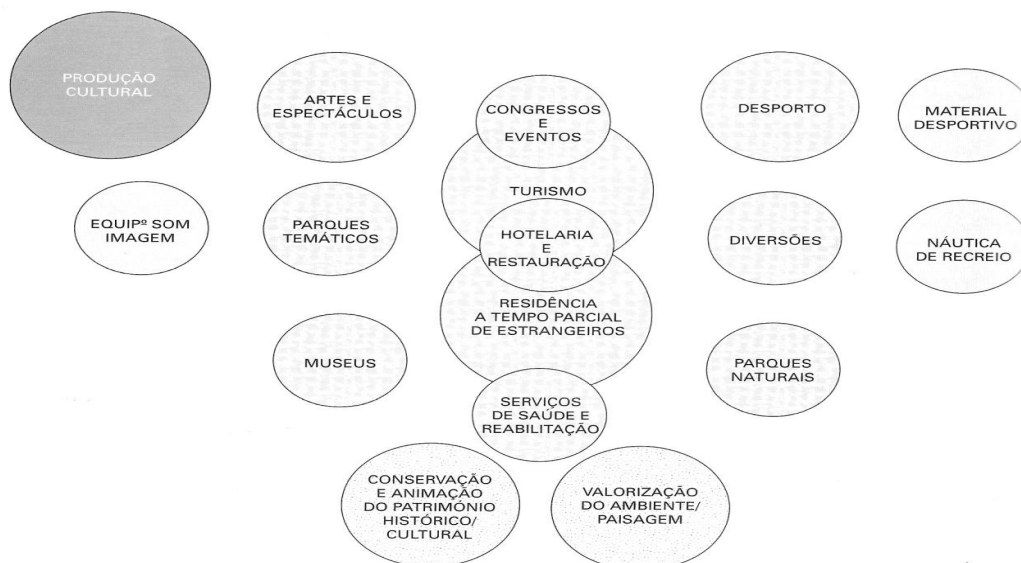 PRODUÇÃO
CULTURAL
ARTES E
ESPECTÁCULOS
CONGRESSOS
E
EVENTOS
DESPORTO
MATERIAL
DESPORTIVO
TURISMO
EQUIPº SOM
IMAGEM
PARQUES
TEMÁTICOS
HOTELARIA
E
RESTAURAÇÃO
DIVERSÕES
NÁUTICA
DE RECREIO
RESIDÊNCIA
A TEMPO PARCIAL
DE ESTRANGEIROS
MUSEUS
PARQUES
NATURAIS
SERVIÇOS
DE SAÚDE E
REABILITAÇÃO
CONSERVAÇÃO
E ANIMAÇÃO
DO PATRIMÓNIO
HISTÓRICO/
CULTURAL
VALORIZAÇÃO
DO AMBIENTE/
PAISAGEM